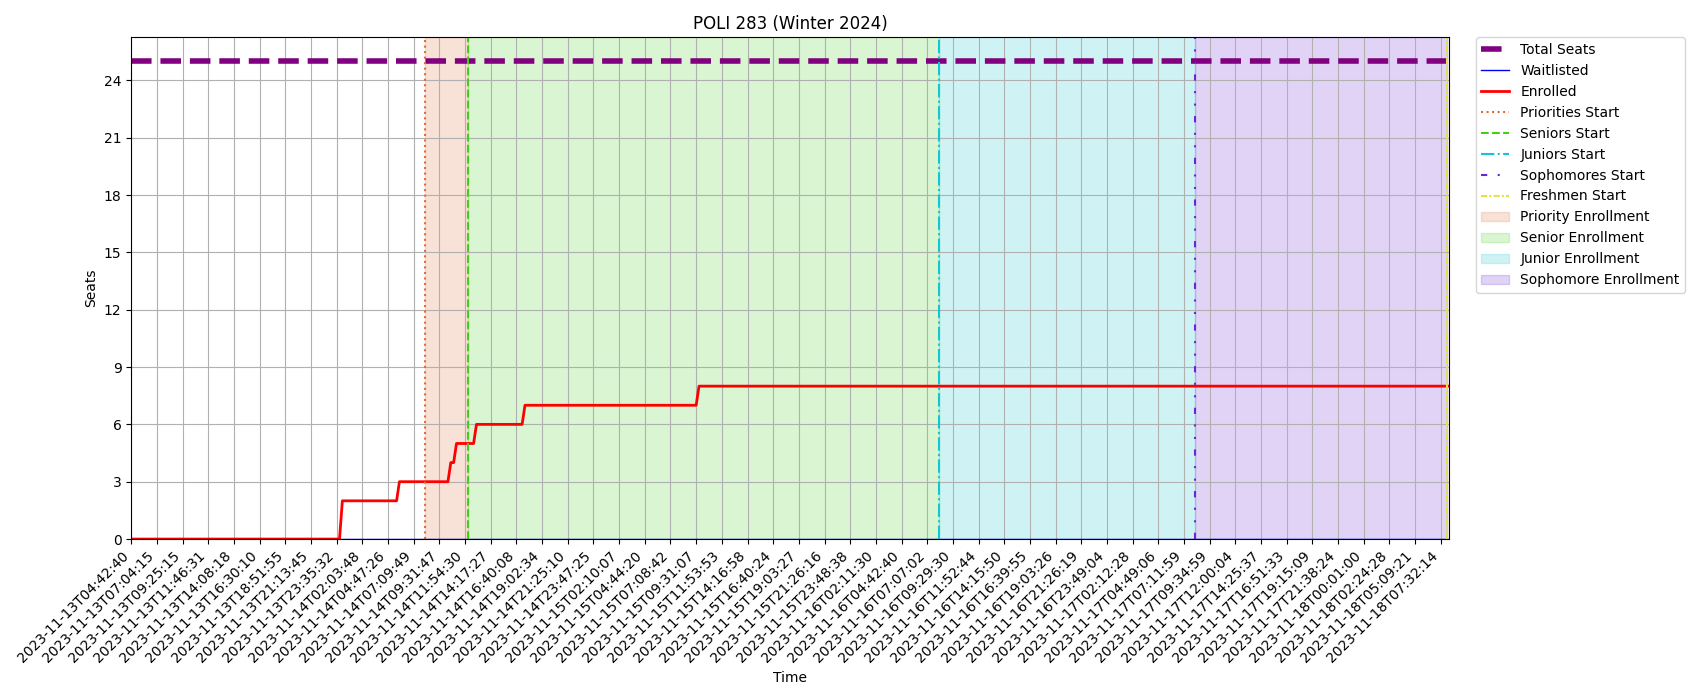 POLI 283 (Winter 2024)
Seats
24
21
18
15
12
9
6
3
0
2023-11-13T04:42:40
2023-11-13T07:04:15
2023-11-13T09:25:15
2023-11-13T11:46:31
2023-11-13T14:08:18
2023-11-13T16:30:10
2023-11-13T18:51:55
2023-11-13T21:13:45
2023-11-13T23:35:32
2023-11-14T02:03:48
2023-11-14T04:47:26
2023-11-14T07:09:49
2023-11-14T09:31:47
2023-11-14T11:54:30
2023-11-14T14:17:27
2023-11-14T16:40:08
2023-11-14T19:02:34
2023-11-14T21:25:10
2023-11-14T23:47:25
2023-11-15T02:10:07
2023-11-15T04:44:20
2023-11-15T07:08:42
2023-11-15T09:31:07
2023-11-15T11:53:53
2023-11-15T14:16:58
2023-11-15T16:40:24
2023-11-15T19:03:27
2023-11-15T21:26:16
2023-11-15T23:48:38
2023-11-16T02:11:30
2023-11-16T04:42:40
2023-11-16T07:07:02
2023-11-16T09:29:30
2023-11-16T11:52:44
2023-11-16T14:15:50
2023-11-16T16:39:55
2023-11-16T19:03:26
2023-11-16T21:26:19
2023-11-16T23:49:04
2023-11-17T02:12:28
2023-11-17T04:49:06
2023-11-17T07:11:59
2023-11-17T09:34:59
2023-11-17T12:00:04
2023-11-17T14:25:37
2023-11-17T16:51:33
2023-11-17T19:15:09
2023-11-17T21:38:24
2023-11-18T00:01:00
2023-11-18T02:24:28
2023-11-18T05:09:21
2023-11-18T07:32:14
Time
Total Seats
Waitlisted
Enrolled
Priorities Start
Seniors Start
Juniors Start
Sophomores Start
Freshmen Start
Priority Enrollment
Senior Enrollment
Junior Enrollment
Sophomore Enrollment